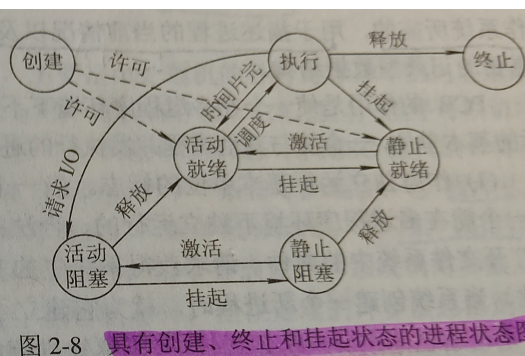 释放
创建
许可
执行
终止
许可
时间片完
挂起
调度
活动
就绪
激活
静止
就绪
挂起
请求 I/O
释放
释放
活动
阻塞
激活
静止
阻塞
挂起
图 2-8 具有创建、终止和挂起状态的进程状态